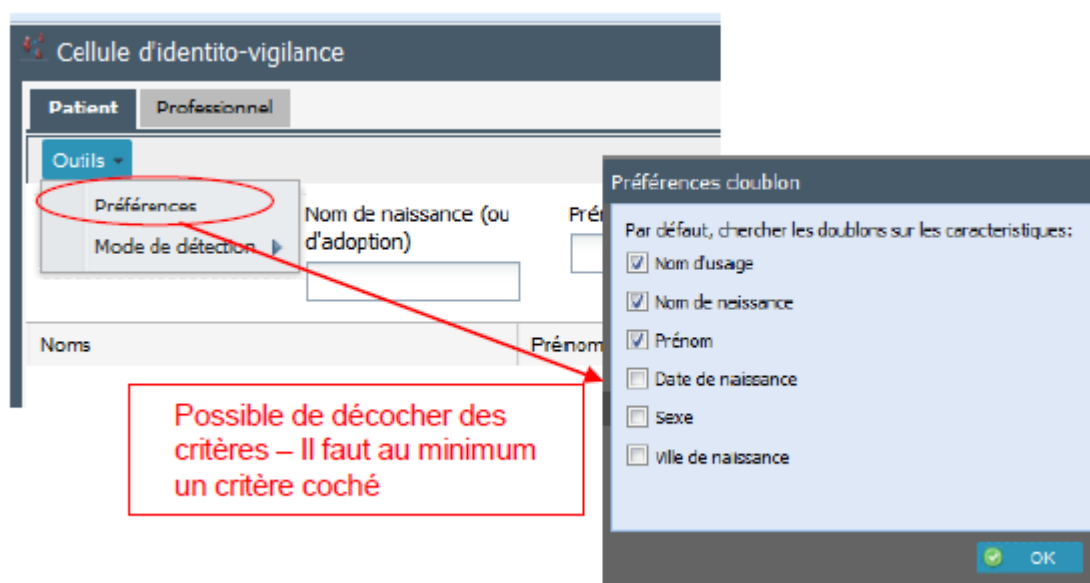 Cellule d'identito-vigilance
Patient Professionnel
Outils
Préférences
Mode de détection
Nom de naissance (ou
d'adoption)
Noms
Prénom
Possible de décocher des
critères – Il faut au minimum
un critère coché
Préférences doublon
Par défaut, chercher les doublons sur les caracteristiques:
Nom d'usage
Nom de naissance
Prénom
Date de naissance
Sexe
Ville de naissance
OK